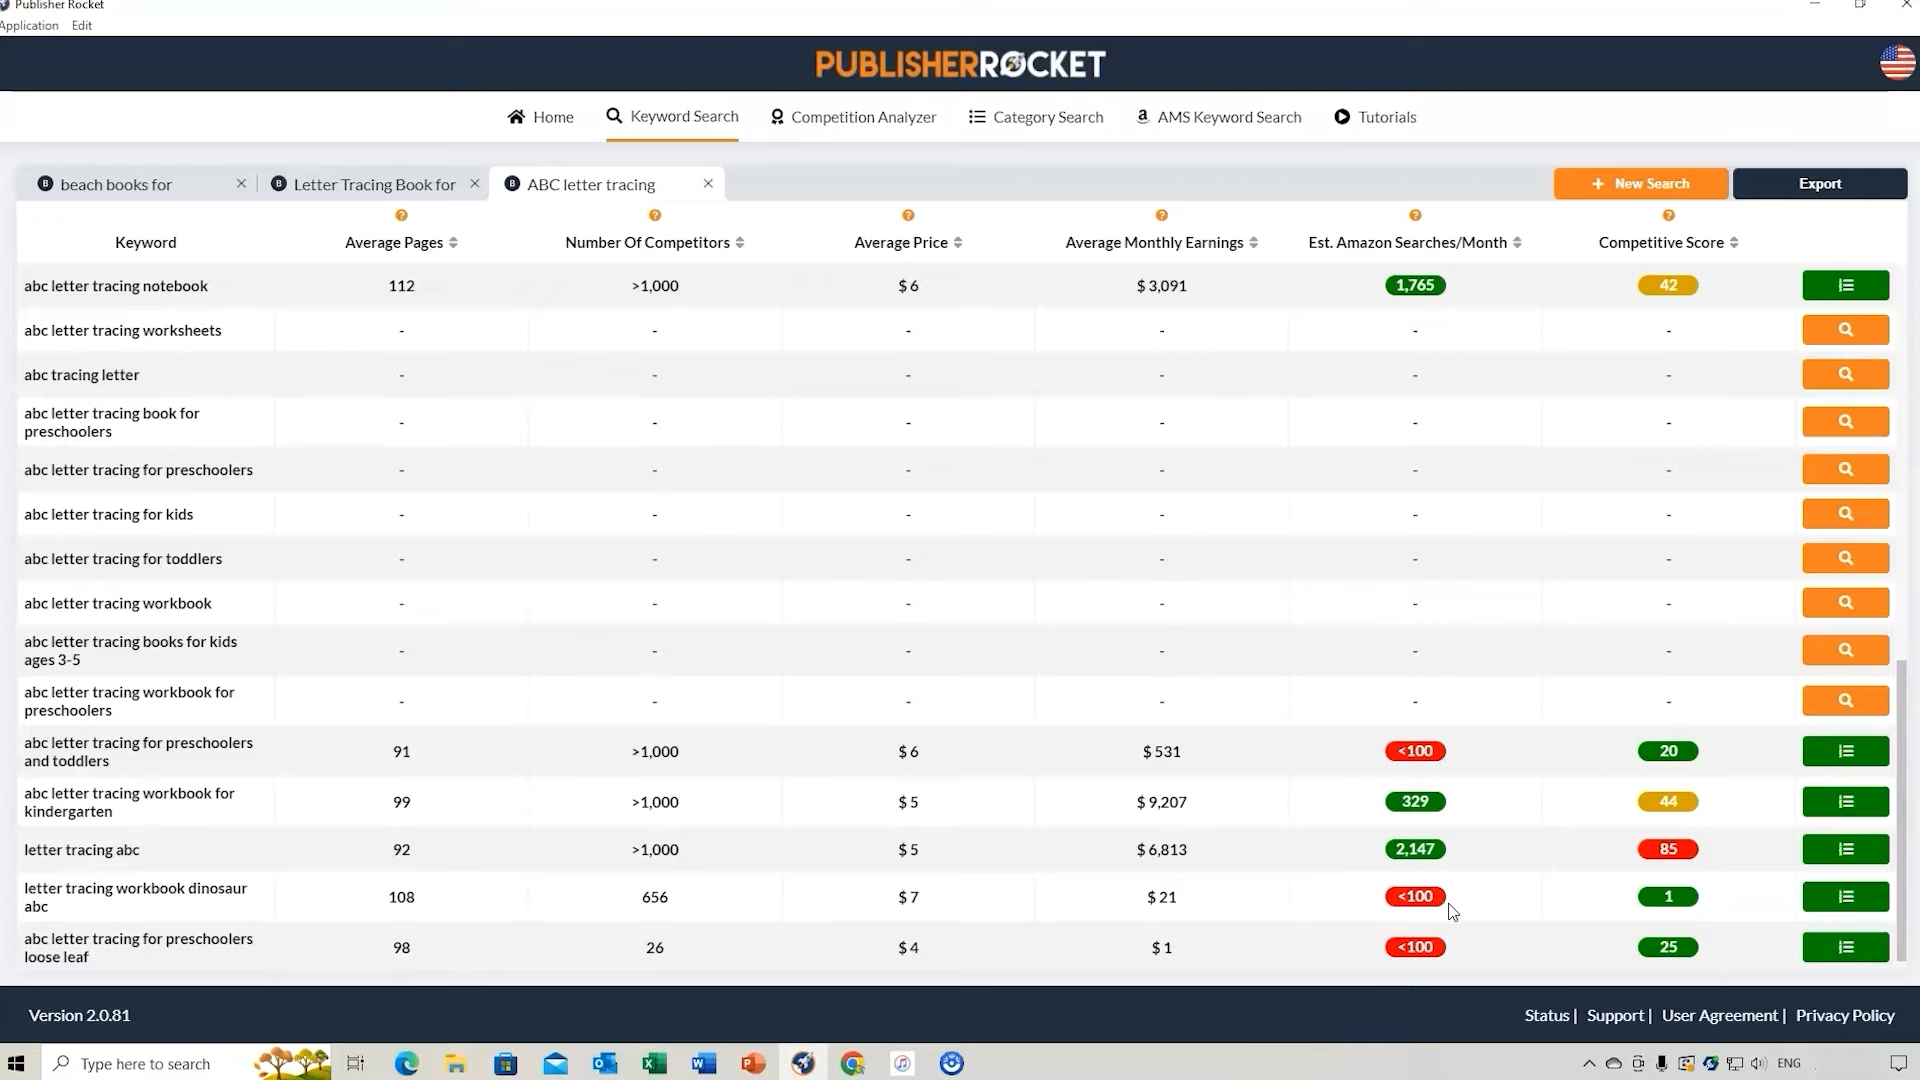 Publisher Rocket
Application Edit
PUBLISHERROCKET
Home Keyword Search Competition Analyzer Category Search AMS Keyword Search Tutorials
beach books for Letter Tracing Book for ABC letter tracing + New Search Export
Keyword Average Pages Number Of Competitors Average Price Average Monthly Earnings Est. Amazon Searches/Month Competitive Score
abc letter tracing notebook 112 >1,000 $ 6 $ 3,091 1,765 42
abc letter tracing worksheets - - - - - -
abc tracing letter - - - - - -
abc letter tracing book for
preschoolers - - - - - -
abc letter tracing for preschoolers - - - - - -
abc letter tracing for kids - - - - - -
abc letter tracing for toddlers - - - - - -
abc letter tracing workbook - - - - - -
abc letter tracing books for kids
ages 3-5 - - - - - -
abc letter tracing workbook for
preschoolers - - - - - -
abc letter tracing for preschoolers
and toddlers 91 >1,000 $ 6 $ 531 <100 20
abc letter tracing workbook for
kindergarten 99 >1,000 $ 5 $ 9,207 329 44
letter tracing abc 92 >1,000 $ 5 $ 6,813 2,147 85
letter tracing workbook dinosaur
abc 108 656 $ 7 $ 21 <100 1
abc letter tracing for preschoolers
loose leaf 98 26 $ 4 $ 1 <100 25
Version 2.0.81 Status | Support | User Agreement | Privacy Policy
Type here to search ENG